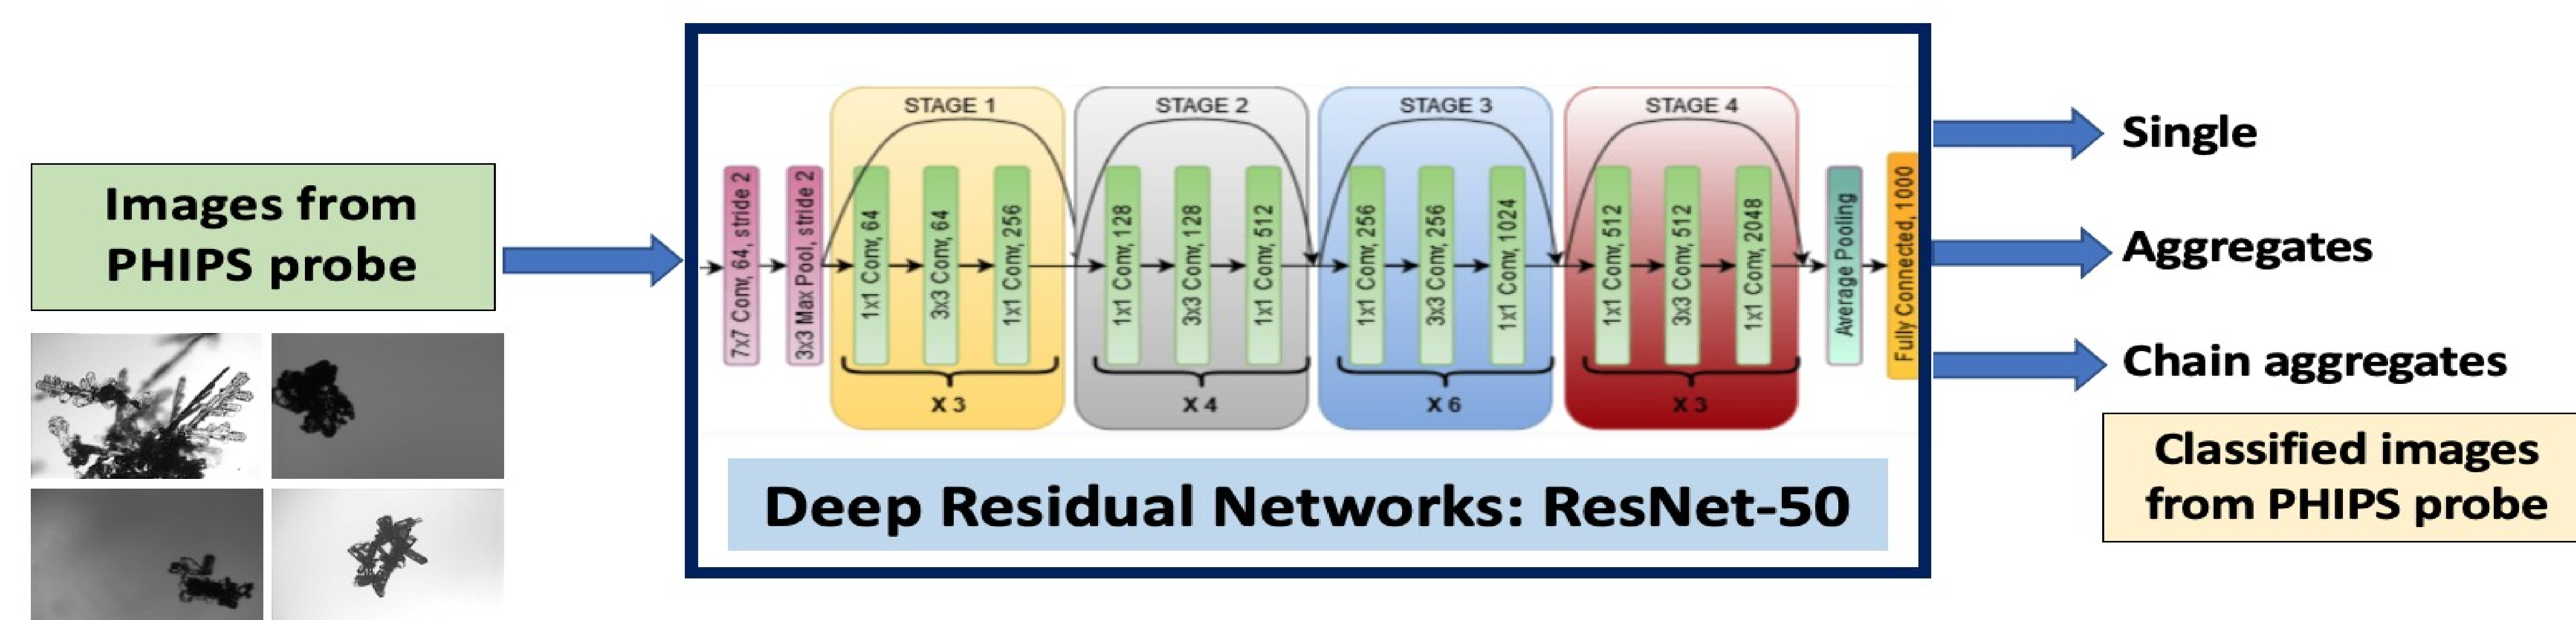 Images from
PHIPS probe
STAGE 1
STAGE 2
STAGE 3
STAGE 4
7x7 Conv, 64, stride 2
3x3 Max Pool, stride 2
1x1 Conv, 64
3x3 Conv, 64
1x1 Conv, 256
X 3
1x1 Conv, 128
3x3 Conv, 128
1x1 Conv, 512
X 4
1x1 Conv, 256
3x3 Conv, 256
1x1 Conv, 1024
X 6
1x1 Conv, 512
3x3 Conv, 512
1x1 Conv, 2048
X 3
Average Pooling
Fully Connected, 1000
Deep Residual Networks: ResNet-50
Single
Aggregates
Chain aggregates
Classified images
from PHIPS probe